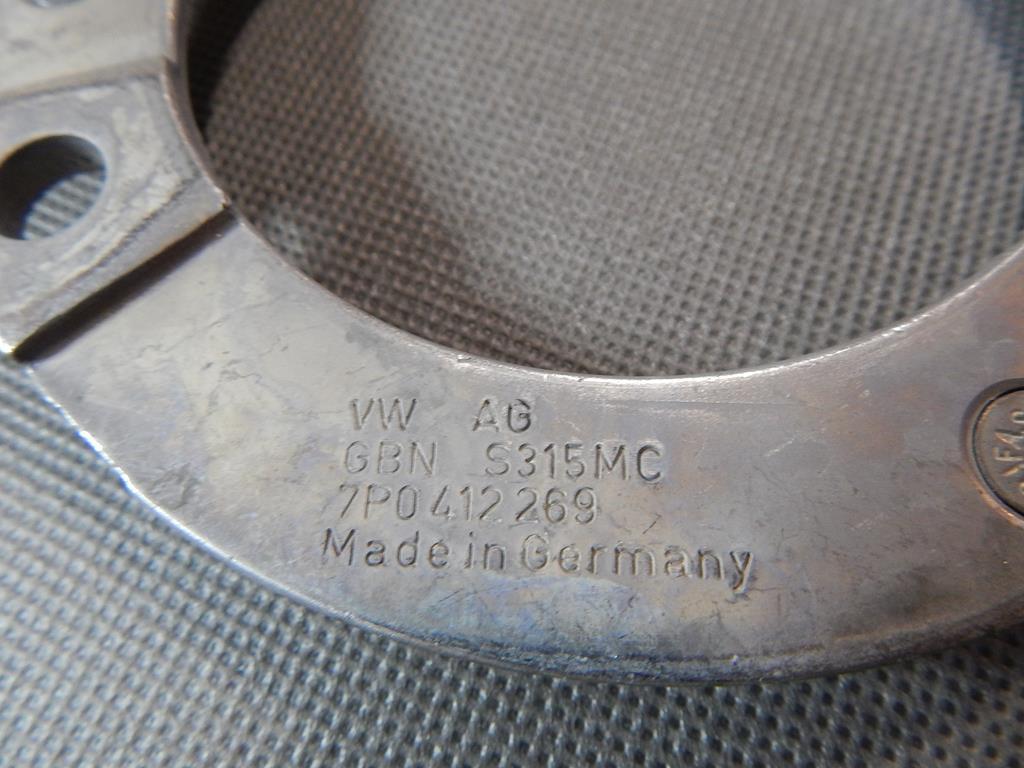 VW AG
GBN S315MC
7P0 412 269
Made in Germany